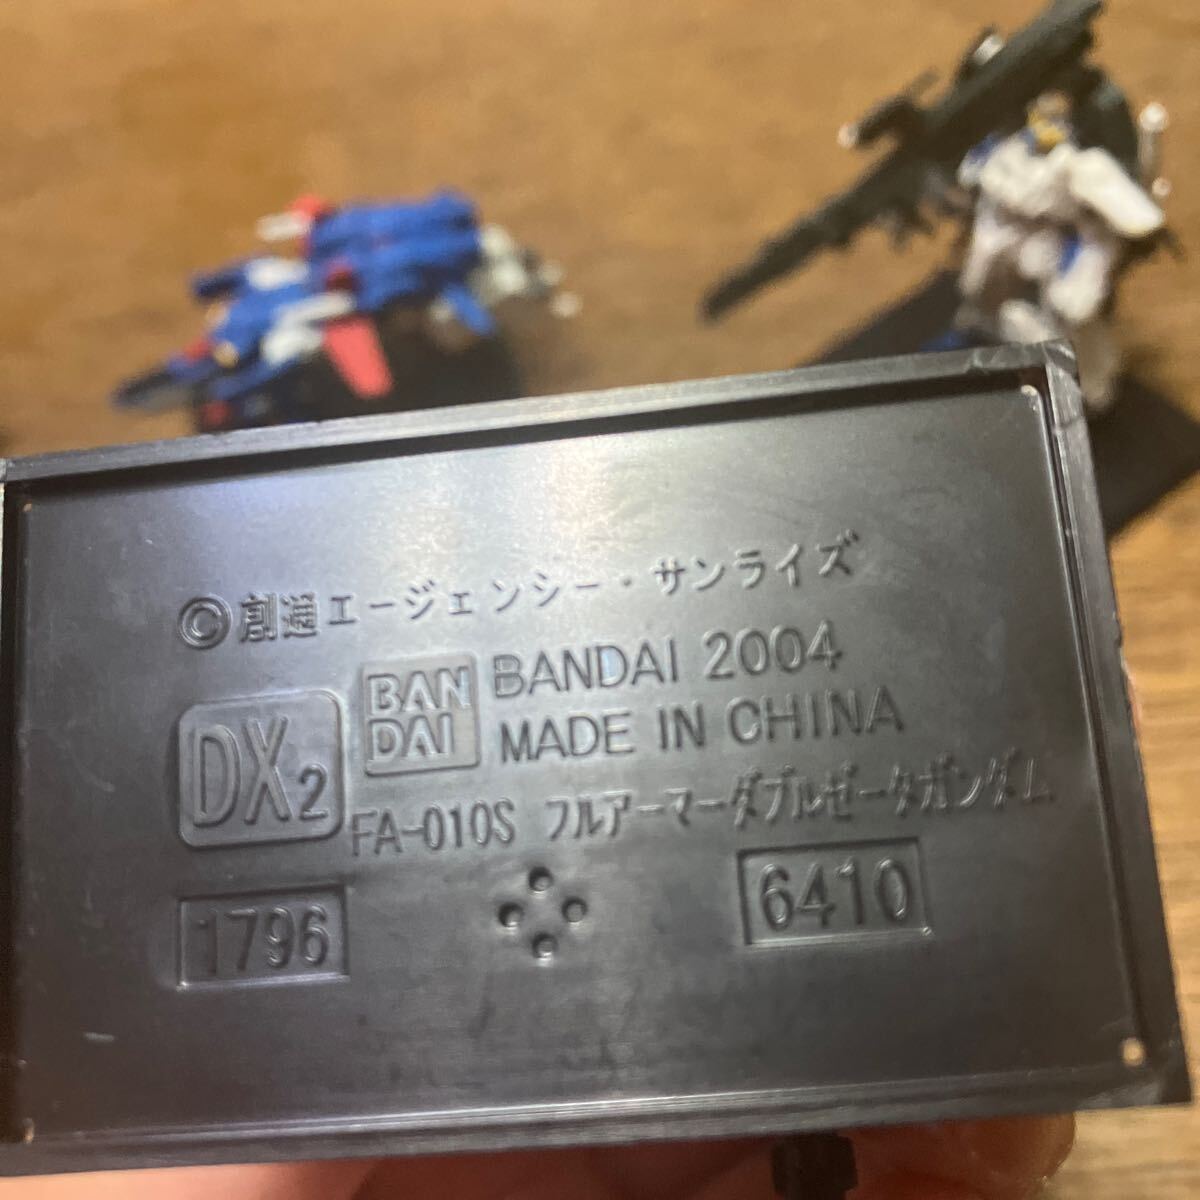 ©創通エージェンシー・サンライズ
BAN
DAI
BANDAI 2004
MADE IN CHINA
DX2
FA-010S フルアーマーダブルゼータガンダム
1796
6410